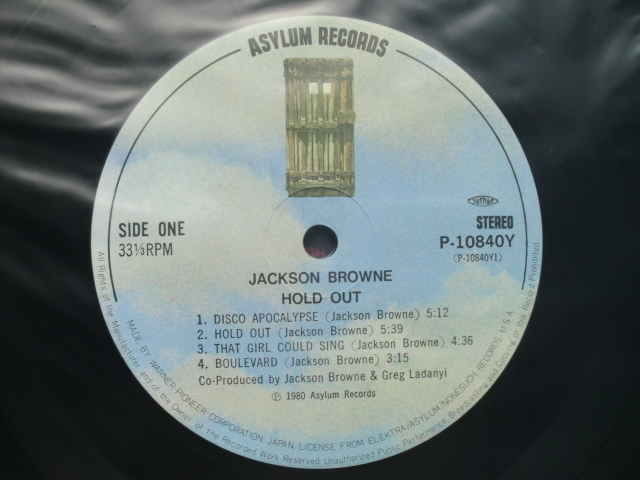 ASYLUM RECORDS
SIDE ONE
33⅓RPM
JASRAC
STEREO
P-10840Y
(P-10840Y1)
JACKSON BROWNE
HOLD OUT
1. DISCO APOCALYPSE (Jackson Browne) 5:12
2. HOLD OUT (Jackson Browne) 5:39
3. THAT GIRL COULD SING (Jackson Browne) 4:36
4. BOULEVARD (Jackson Browne) 3:15
Co-Produced by Jackson Browne & Greg Ladanyi
Ⓟ 1980 Asylum Records
MADE BY WARNER-PIONEER CORPORATION, JAPAN. LICENSE FROM ELEKTRA/ASYLUM/NONESUCH RECORDS, U.S.A.
All Rights of the Manufacturer and of the Owner of the Recorded Work Reserved Unauthorized Public Performance Broadcasting and Copying of the Record Prohibited.